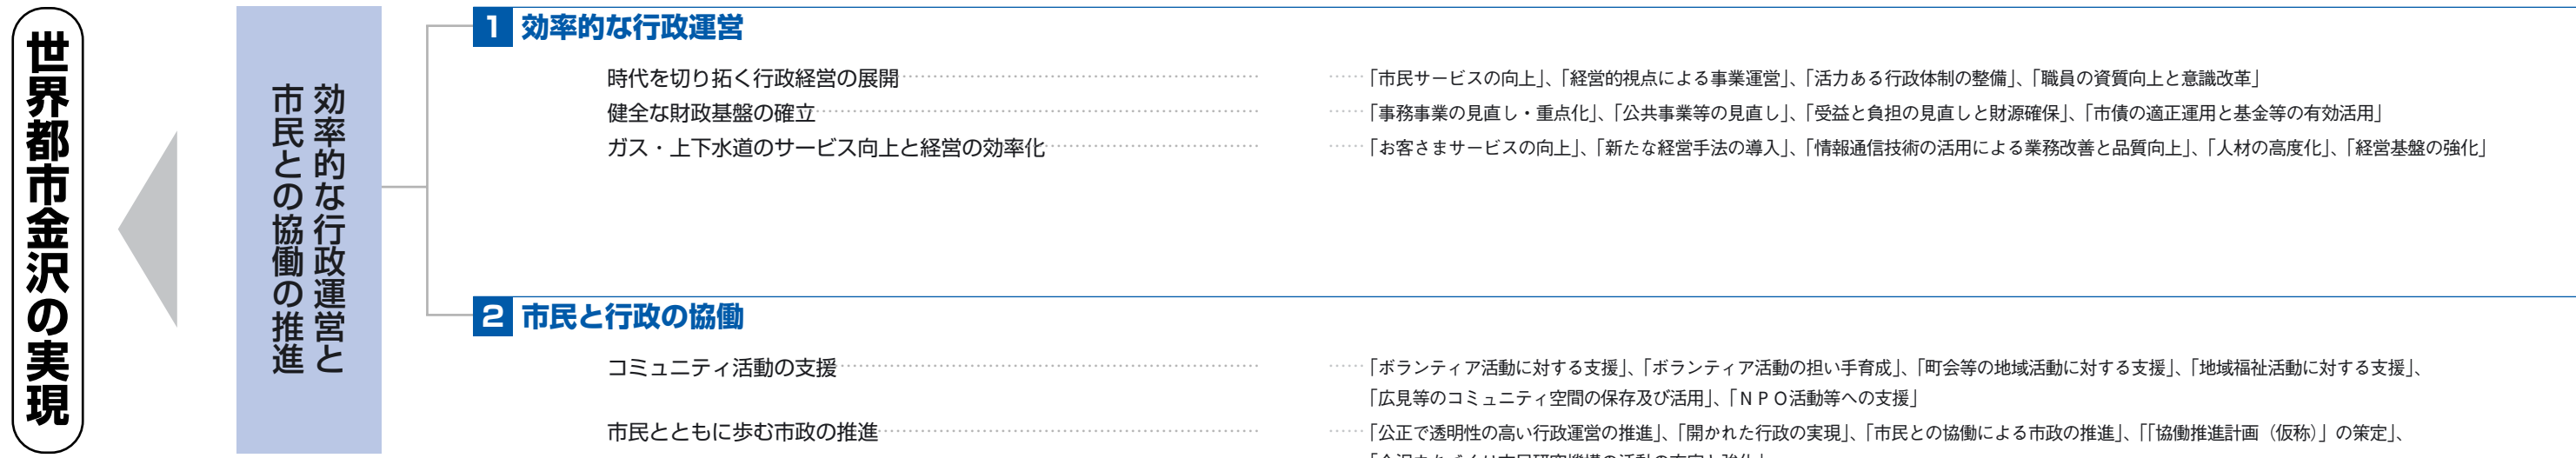 世界都市金沢の実現
効率的な行政運営と
市民との協働の推進
1 効率的な行政運営
時代を切り拓く行政経営の展開 「市民サービスの向上」、「経営的視点による事業運営」、「活力ある行政体制の整備」、「職員の資質向上と意識改革」
健全な財政基盤の確立 「事務事業の見直し・重点化」、「公共事業等の見直し」、「受益と負担の見直しと財源確保」、「市債の適正運用と基金等の有効活用」
ガス・上下水道のサービス向上と経営の効率化 「お客さまサービスの向上」、「新たな経営手法の導入」、「情報通信技術の活用による業務改善と品質向上」、「人材の高度化」、「経営基盤の強化」
2 市民と行政の協働
コミュニティ活動の支援 「ボランティア活動に対する支援」、「ボランティア活動の担い手育成」、「町会等の地域活動に対する支援」、「地域福祉活動に対する支援」、
「広見等のコミュニティ空間の保存及び活用」、「ＮＰＯ活動等への支援」
市民とともに歩む市政の推進 「公正で透明性の高い行政運営の推進」、「開かれた行政の実現」、「市民との協働による市政の推進」、「「協働推進計画（仮称）」の策定」、